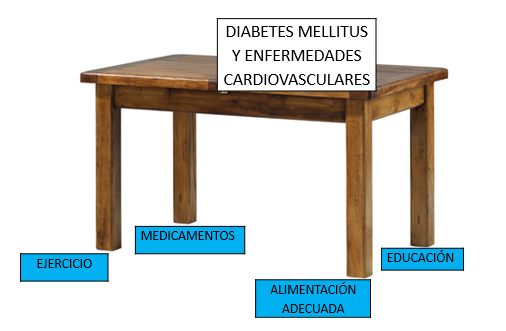 DIABETES MELLITUS
Y ENFERMEDADES
CARDIOVASCULARES
MEDICAMENTOS
EJERCICIO
EDUCACIÓN
ALIMENTACIÓN
ADECUADA